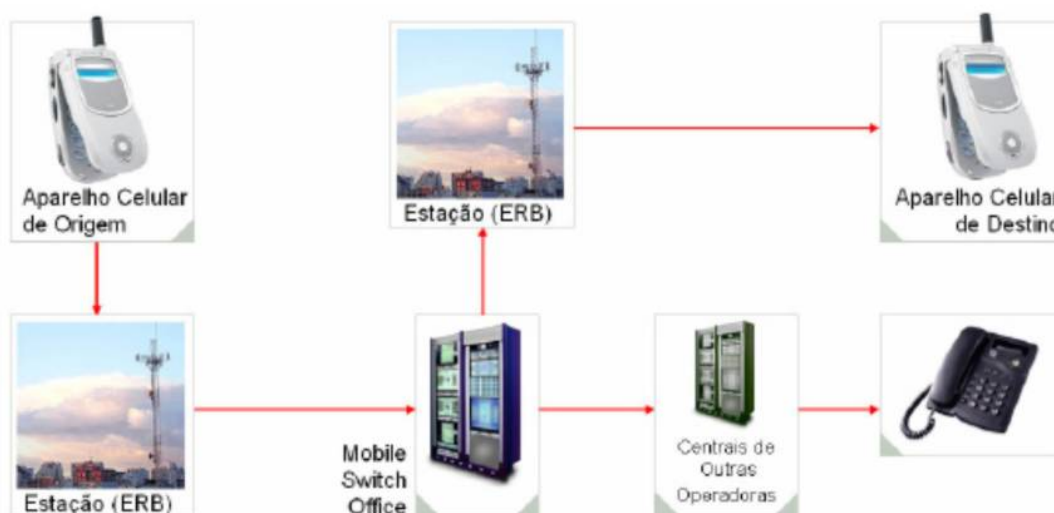 Aparelho Celular
de Origem
Estação (ERB)
Aparelho Celular
de Destino
Estação (ERB)
Mobile
Switch
Office
Centrais de
Outras
Operadoras